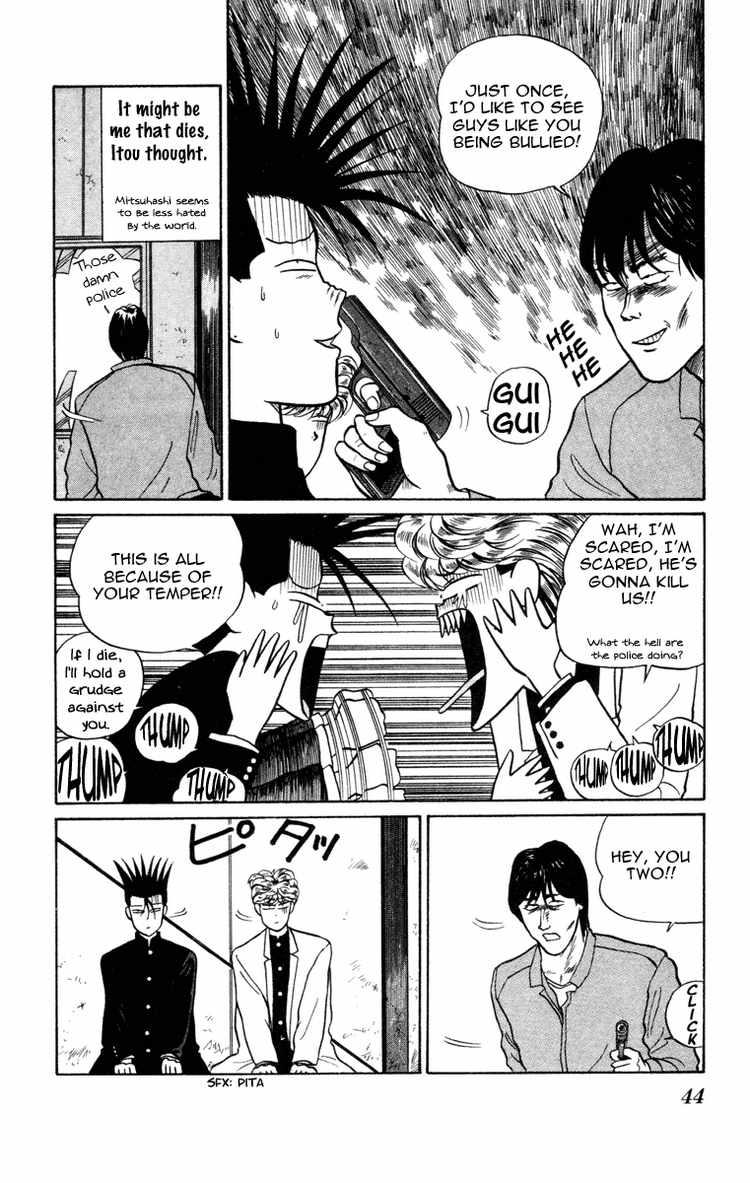 JUST ONCE,
I'D LIKE TO SEE
GUYS LIKE YOU
BEING BULLIED!
HE
HE
HE
GUI
GUI
It might be
me that dies,
Itou thought.
Mitsuhashi seems
to be less hated
by the world.
Those
damn
police
WAH, I'M
SCARED, I'M
SCARED, HE'S
GONNA KILL
US!!
What the hell are
the police doing?
THUMP
THUMP
THUMP
THIS IS ALL
BECAUSE OF
YOUR TEMPER!!
If I die,
I'll hold a
grudge
against
you.
THUMP
THUMP
THUMP
HEY, YOU
TWO!!
CLICK
ピタッ
SFX: PITA
44